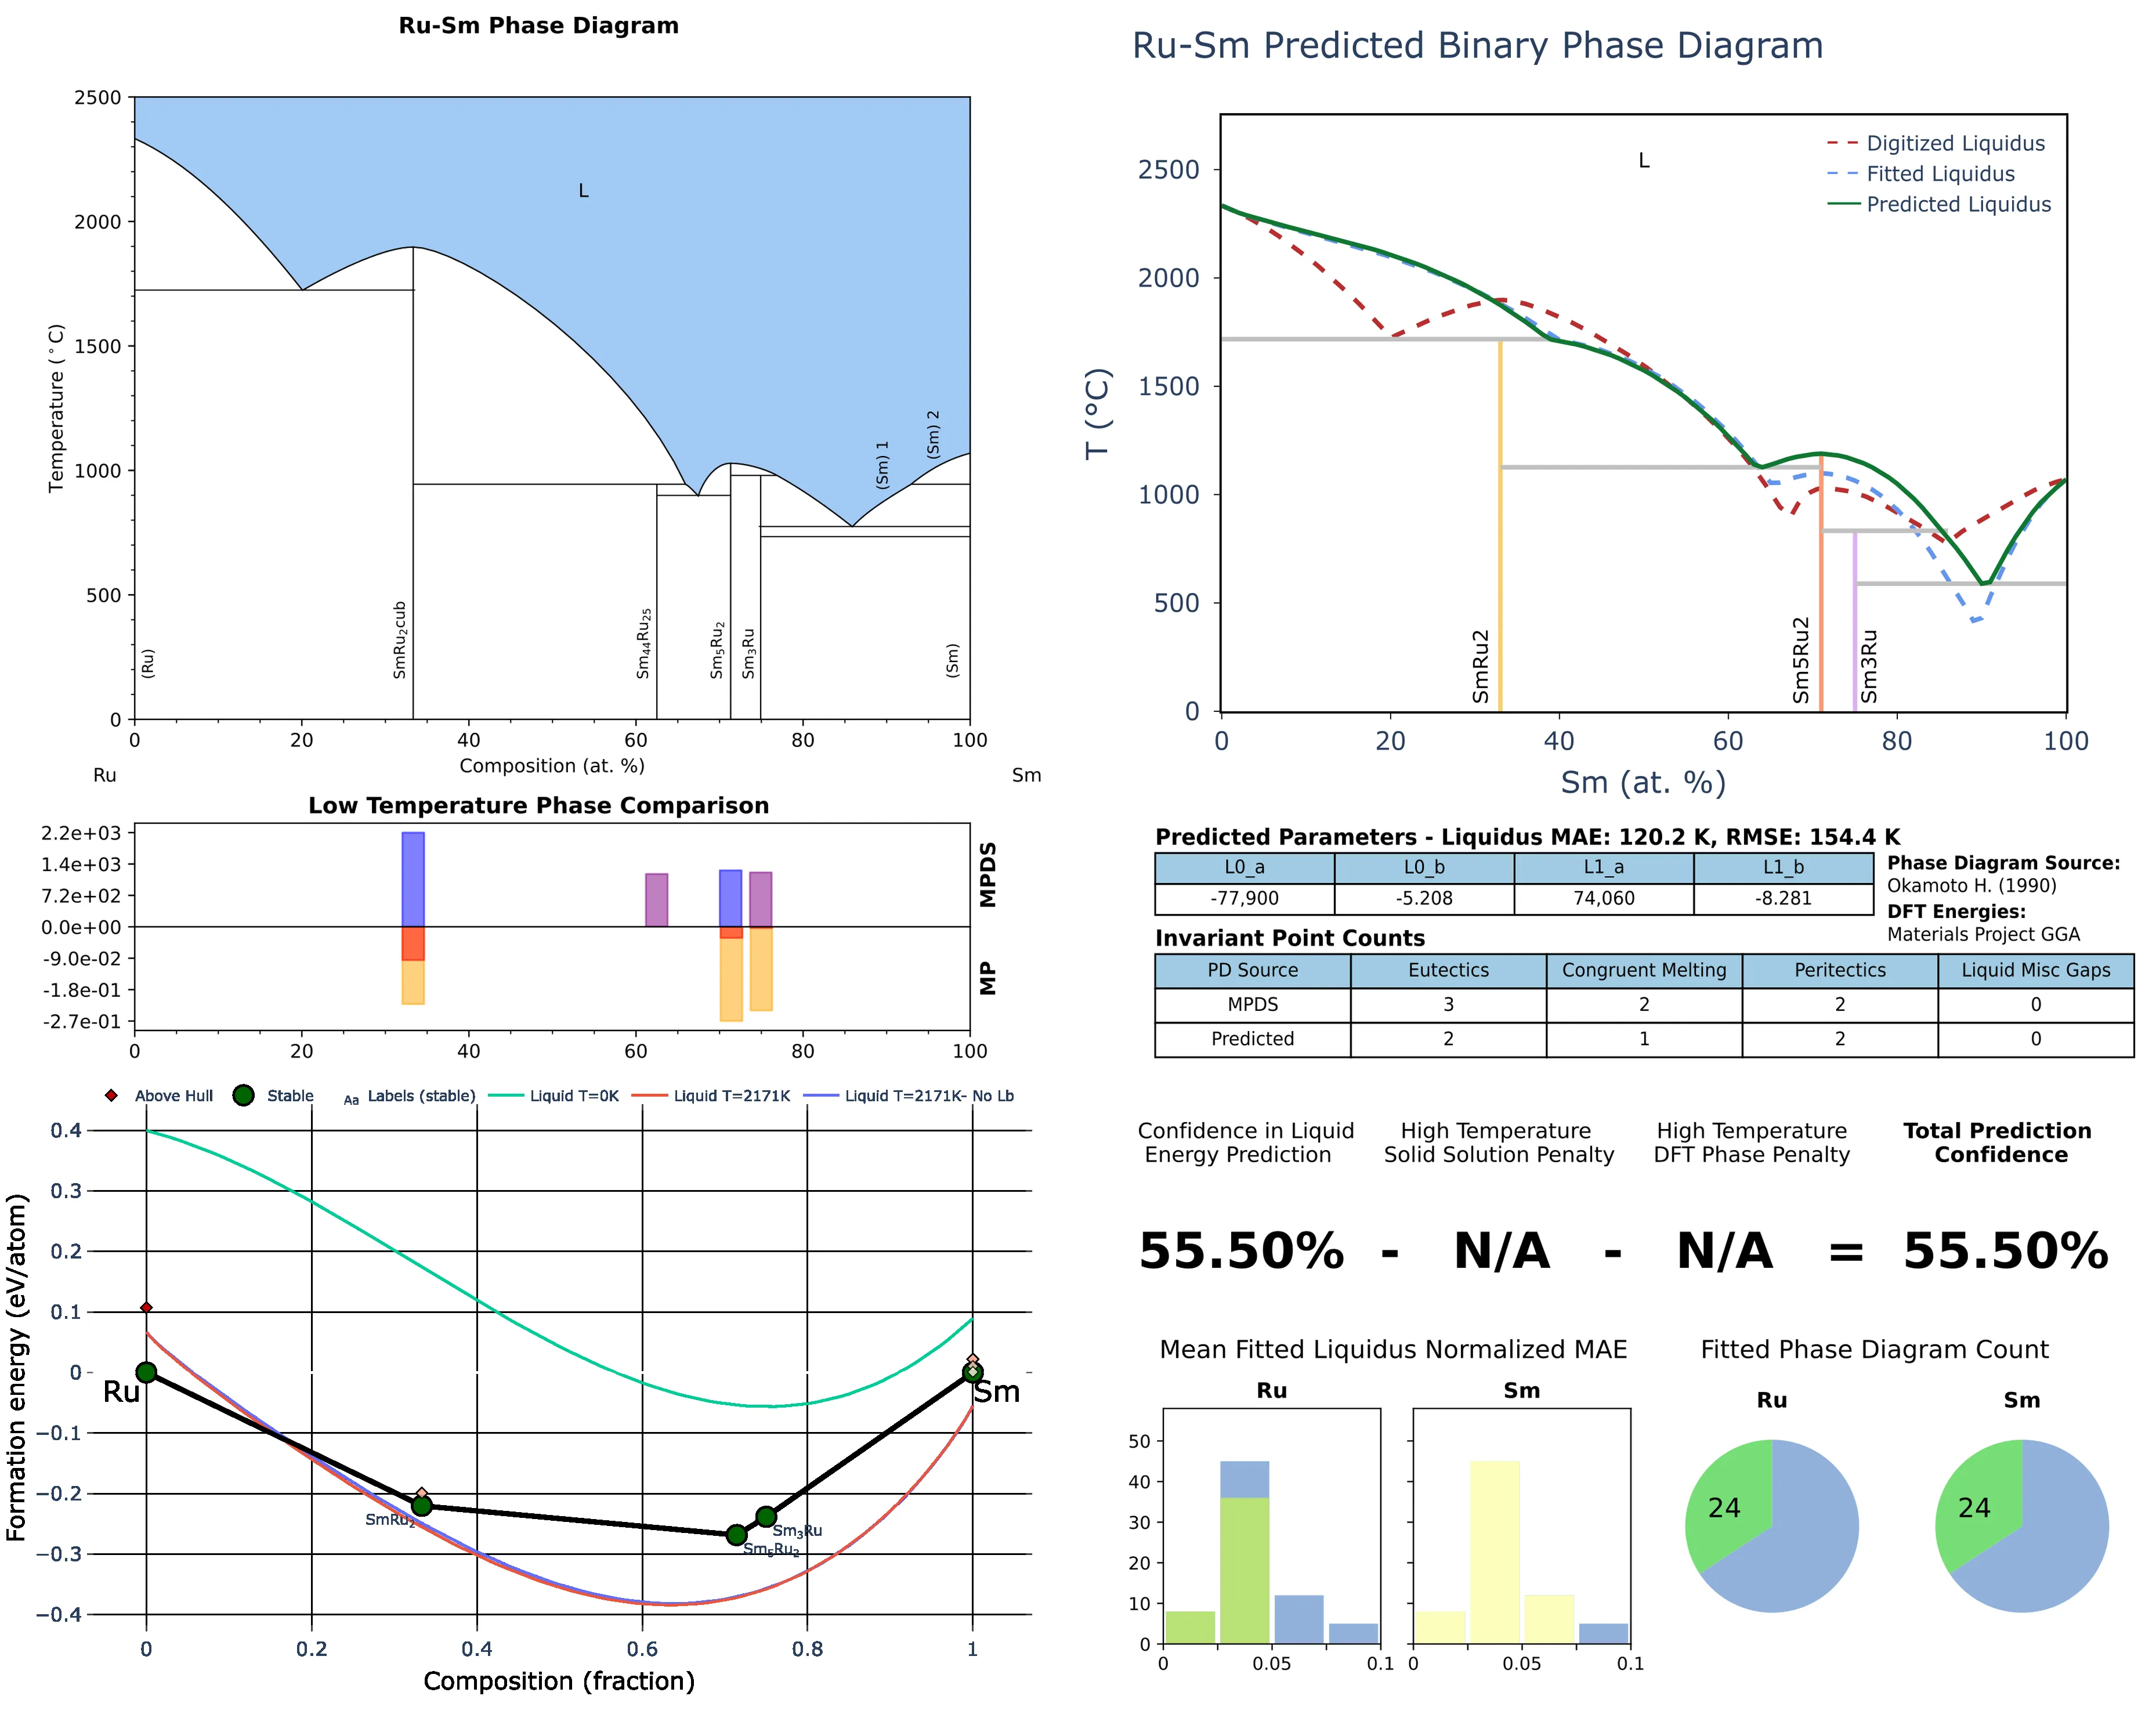 Ru-Sm Phase Diagram
2500
2000
1500
1000
500
0
Temperature (°C)
L
(Sm) 1
(Sm) 2
(Ru)
SmRu2cub
Sm44Ru25
Sm5Ru2
Sm3Ru
(Sm)
0 20 40 60 80 100
Composition (at. %)
Ru Sm
Low Temperature Phase Comparison
2.2e+03
1.4e+03
7.2e+02
0.0e+00
-9.0e-02
-1.8e-01
-2.7e-01
MPDS
MP
0 20 40 60 80 100
Above Hull Stable Aa Labels (stable) Liquid T=0K Liquid T=2171K Liquid T=2171K- No Lb
0.4
0.3
0.2
0.1
0
−0.1
−0.2
−0.3
−0.4
Formation energy (eV/atom)
Ru
Sm
SmRu2
Sm3Ru
Sm5Ru2
0 0.2 0.4 0.6 0.8 1
Composition (fraction)
Ru-Sm Predicted Binary Phase Diagram
2500
2000
1500
1000
500
0
T (°C)
L
Digitized Liquidus
Fitted Liquidus
Predicted Liquidus
SmRu2
Sm5Ru2
Sm3Ru
0 20 40 60 80 100
Sm (at. %)
Predicted Parameters - Liquidus MAE: 120.2 K, RMSE: 154.4 K
L0_a L0_b L1_a L1_b
-77,900 -5.208 74,060 -8.281
Phase Diagram Source:
Okamoto H. (1990)
DFT Energies:
Materials Project GGA
Invariant Point Counts
PD Source Eutectics Congruent Melting Peritectics Liquid Misc Gaps
MPDS 3 2 2 0
Predicted 2 1 2 0
Confidence in Liquid
Energy Prediction
High Temperature
Solid Solution Penalty
High Temperature
DFT Phase Penalty
Total Prediction
Confidence
55.50% - N/A - N/A = 55.50%
Mean Fitted Liquidus Normalized MAE
Ru
Sm
50
40
30
20
10
0
0 0.05 0.1
0 0.05 0.1
Fitted Phase Diagram Count
Ru
Sm
24
24